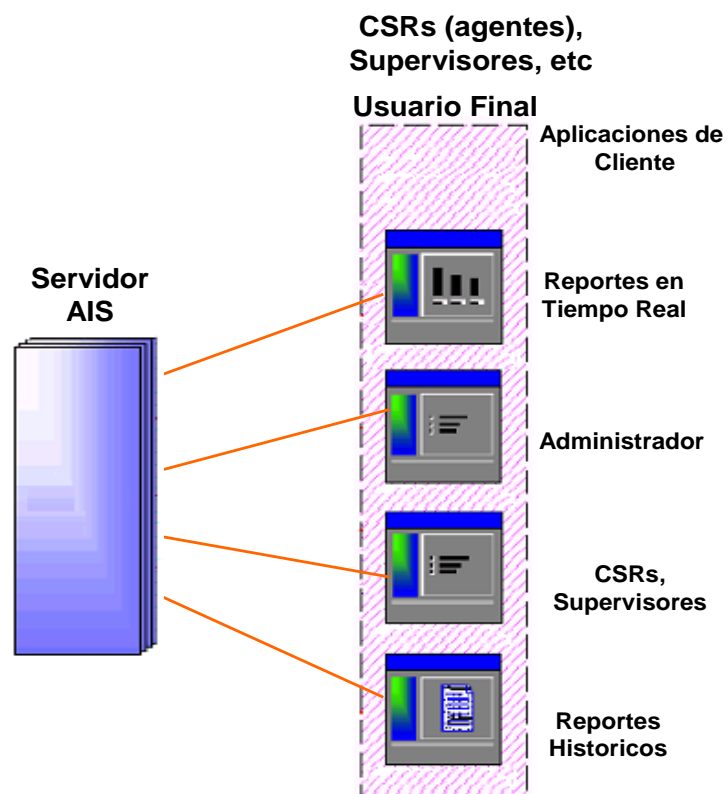 CSRs (agentes),
Supervisores, etc
Usuario Final
Aplicaciones de
Cliente
Servidor
AIS
Reportes en
Tiempo Real
Administrador
CSRs,
Supervisores
Reportes
Historicos